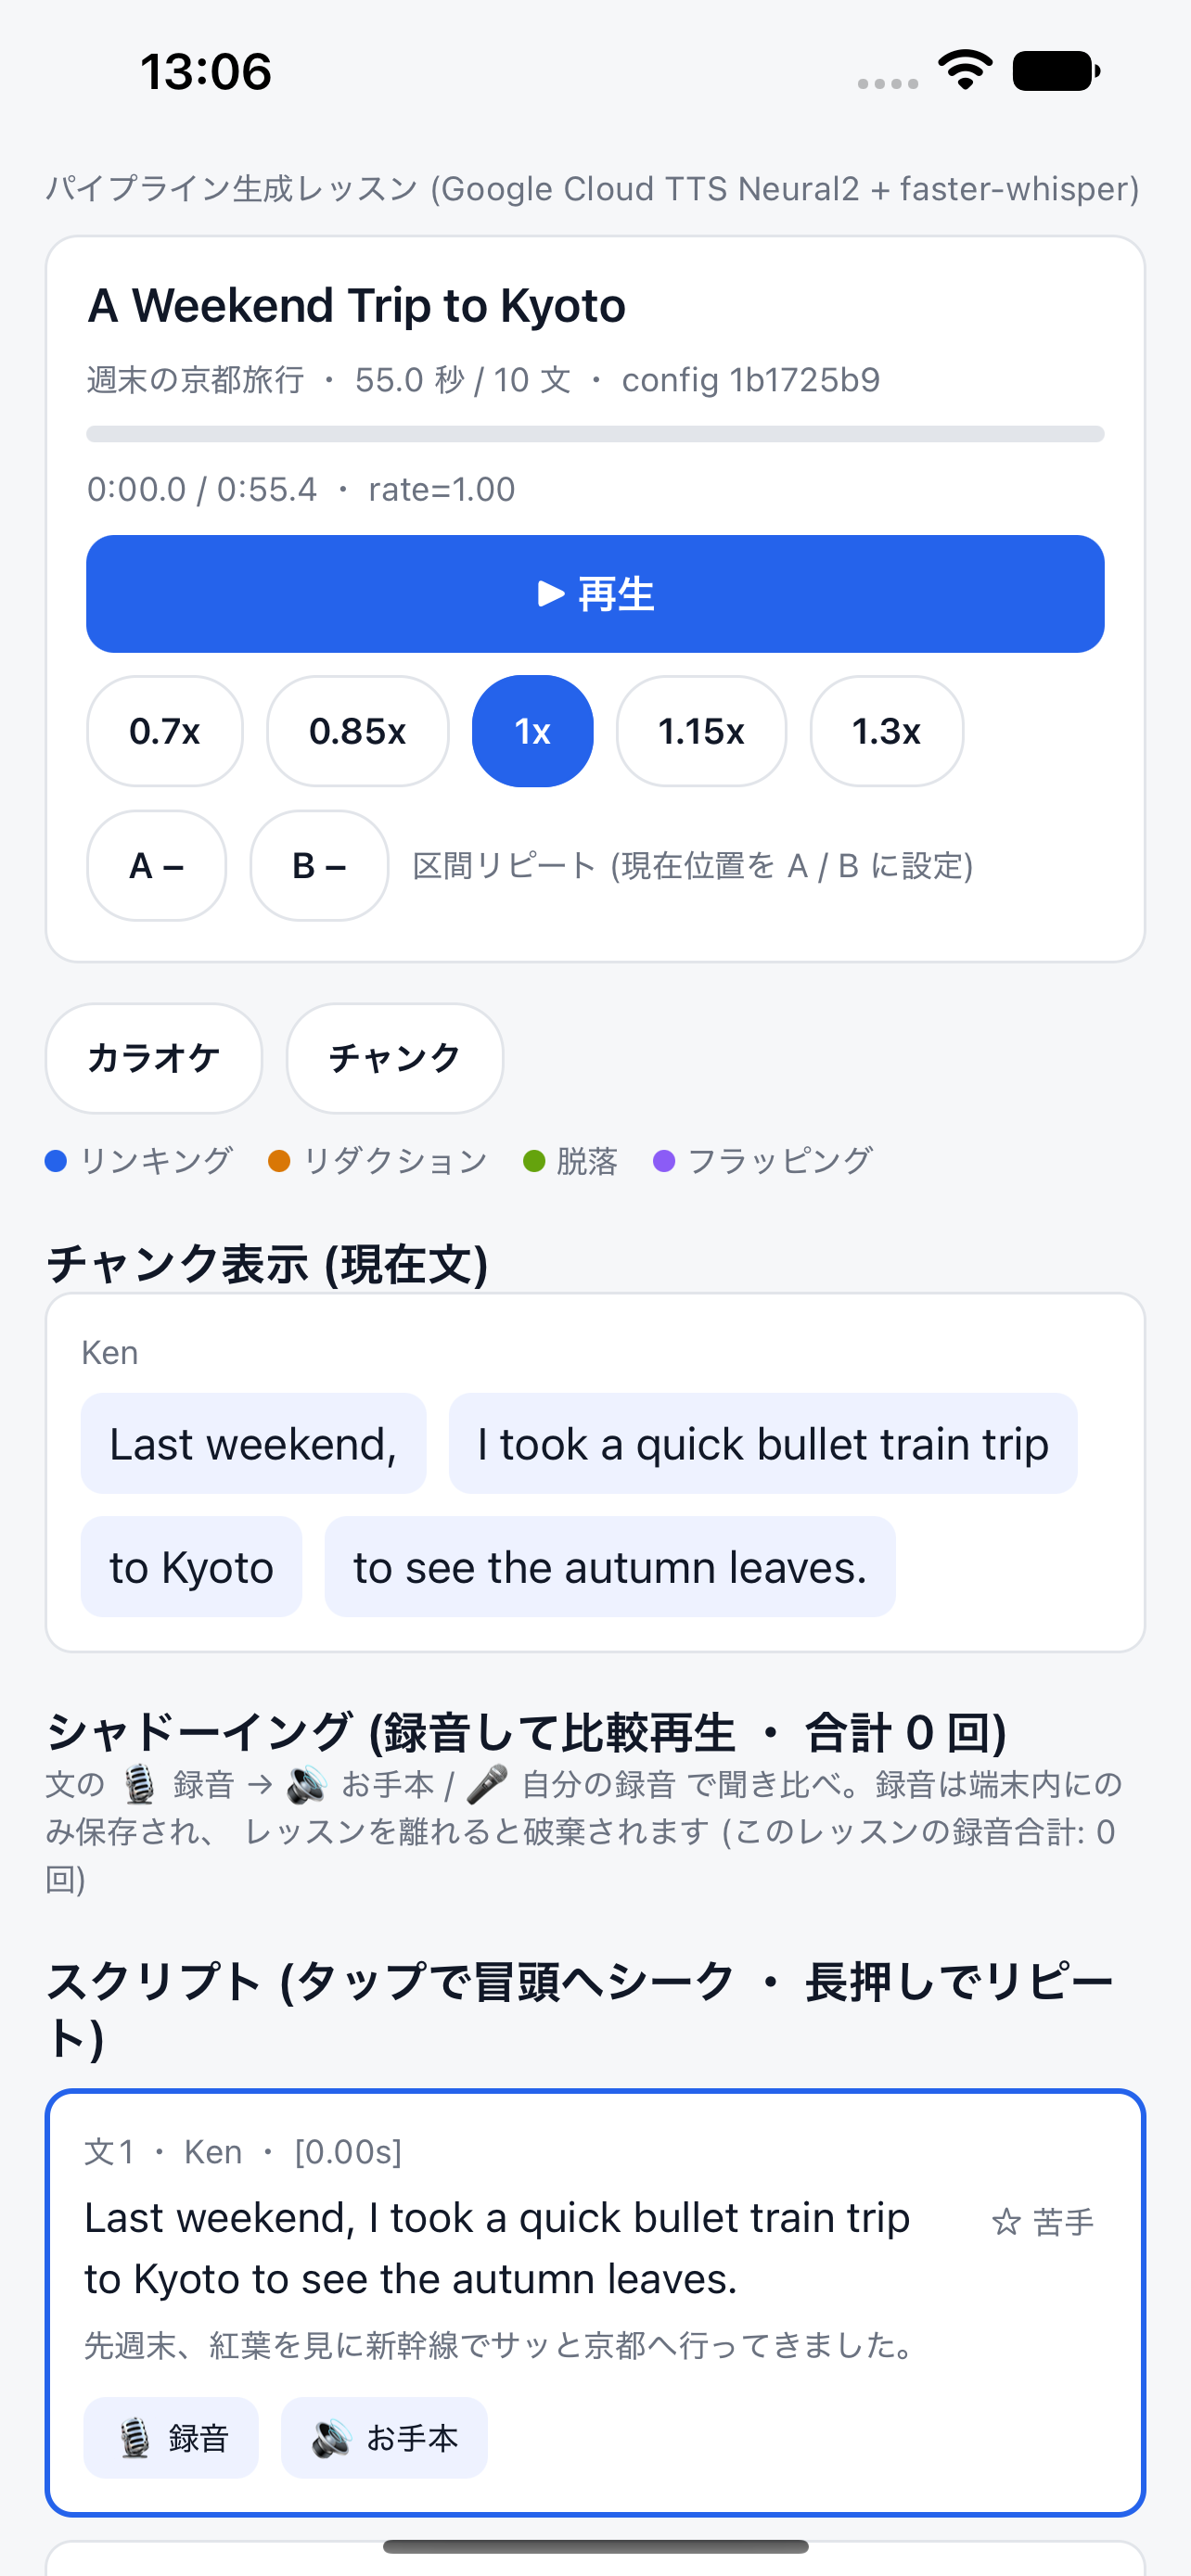 13:06
パイプライン生成レッスン (Google Cloud TTS Neural2 + faster-whisper)
A Weekend Trip to Kyoto
週末の京都旅行 ・ 55.0 秒 / 10 文 ・ config 1b1725b9
0:00.0 / 0:55.4 ・ rate=1.00
▶ 再生
0.7x 0.85x 1x 1.15x 1.3x
A – B – 区間リピート (現在位置を A / B に設定)
カラオケ チャンク
リンキング リダクション 脱落 フラッピング
チャンク表示 (現在文)
Ken
Last weekend, I took a quick bullet train trip
to Kyoto to see the autumn leaves.
シャドーイング (録音して比較再生 ・ 合計 0 回)
文の 🎙 録音 → 🔊 お手本 / 🎤 自分の録音 で聞き比べ。録音は端末内にの
み保存され、 レッスンを離れると破棄されます (このレッスンの録音合計: 0
回)
スクリプト (タップで冒頭へシーク ・ 長押しでリピー
ト)
文1 ・ Ken ・ [0.00s]
Last weekend, I took a quick bullet train trip
☆ 苦手
to Kyoto to see the autumn leaves.
先週末、紅葉を見に新幹線でサッと京都へ行ってきました。
🎙 録音 🔊 お手本